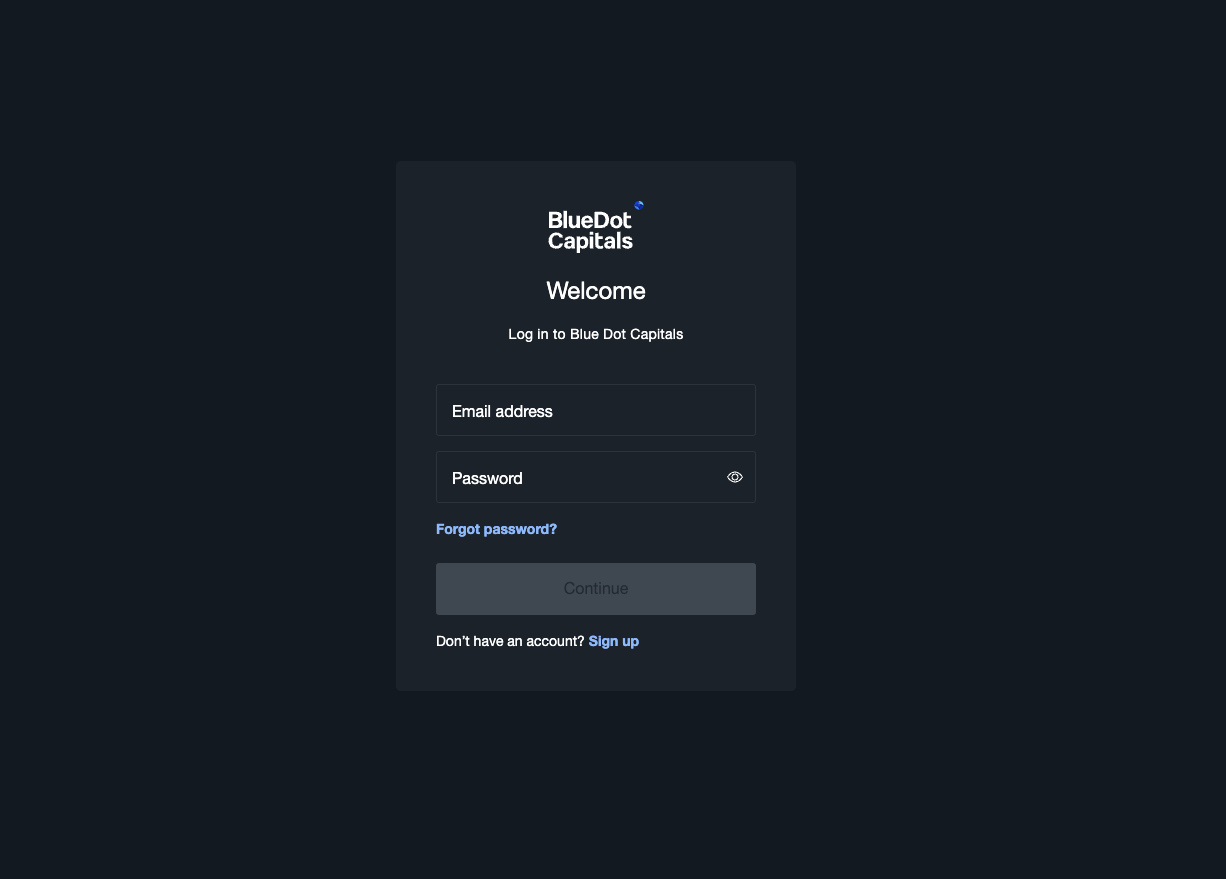 BlueDot
Capitals
Welcome
Log in to Blue Dot Capitals
Email address
Password
Forgot password?
Continue
Don't have an account? Sign up